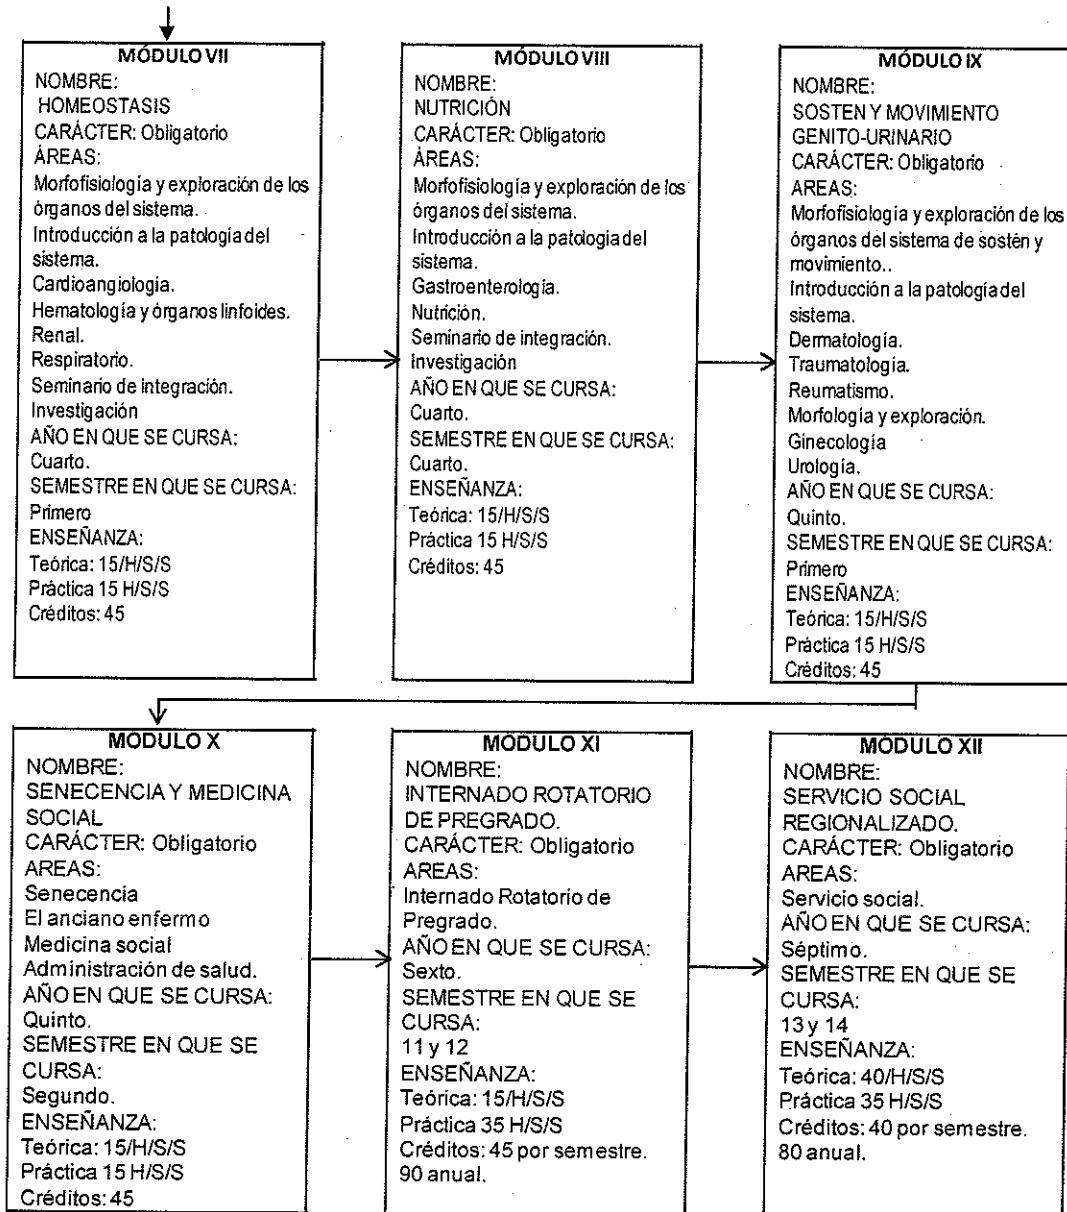 MÓDULO VII
NOMBRE:
HOMEOSTASIS
CARÁCTER: Obligatorio
ÁREAS:
Morfofisiología y exploración de los
órganos del sistema.
Introducción a la patología del
sistema.
Cardioangiología.
Hematología y órganos linfoides.
Renal.
Respiratorio.
Seminario de integración.
Investigación
AÑO EN QUE SE CURSA:
Cuarto.
SEMESTRE EN QUE SE CURSA:
Primero
ENSEÑANZA:
Teórica: 15/H/S/S
Práctica 15 H/S/S
Créditos: 45
MÓDULO VIII
NOMBRE:
NUTRICIÓN
CARÁCTER: Obligatorio
ÁREAS:
Morfofisiología y exploración de los
órganos del sistema.
Introducción a la patología del
sistema.
Gastroenterología.
Nutrición.
Seminario de integración.
Investigación
AÑO EN QUE SE CURSA:
Cuarto.
SEMESTRE EN QUE SE CURSA:
Cuarto.
ENSEÑANZA:
Teórica: 15/H/S/S
Práctica 15 H/S/S
Créditos: 45
MÓDULO IX
NOMBRE:
SOSTEN Y MOVIMIENTO
GENITO-URINARIO
CARÁCTER: Obligatorio
AREAS:
Morfofisiología y exploración de los
órganos del sistema de sostén y
movimiento..
Introducción a la patología del
sistema.
Dermatología.
Traumatología.
Reumatismo.
Morfología y exploración.
Ginecología
Urología.
AÑO EN QUE SE CURSA:
Quinto.
SEMESTRE EN QUE SE CURSA:
Primero
ENSEÑANZA:
Teórica: 15/H/S/S
Práctica 15 H/S/S
Créditos: 45
MÓDULO X
NOMBRE:
SENECENCIA Y MEDICINA
SOCIAL
CARÁCTER: Obligatorio
AREAS:
Senecencia
El anciano enfermo
Medicina social
Administración de salud.
AÑO EN QUE SE CURSA:
Quinto.
SEMESTRE EN QUE SE
CURSA:
Segundo.
ENSEÑANZA:
Teórica: 15/H/S/S
Práctica 15 H/S/S
Créditos: 45
MÓDULO XI
NOMBRE:
INTERNADO ROTATORIO
DE PREGRADO.
CARÁCTER: Obligatorio
AREAS:
Internado Rotatorio de
Pregrado.
AÑO EN QUE SE CURSA:
Sexto.
SEMESTRE EN QUE SE
CURSA:
11 y 12
ENSEÑANZA:
Teórica: 15/H/S/S
Práctica 35 H/S/S
Créditos: 45 por semestre.
90 anual.
MÓDULO XII
NOMBRE:
SERVICIO SOCIAL
REGIONALIZADO.
CARÁCTER: Obligatorio
AREAS:
Servicio social.
AÑO EN QUE SE CURSA:
Séptimo.
SEMESTRE EN QUE SE
CURSA:
13 y 14
ENSEÑANZA:
Teórica: 40/H/S/S
Práctica 35 H/S/S
Créditos: 40 por semestre.
80 anual.